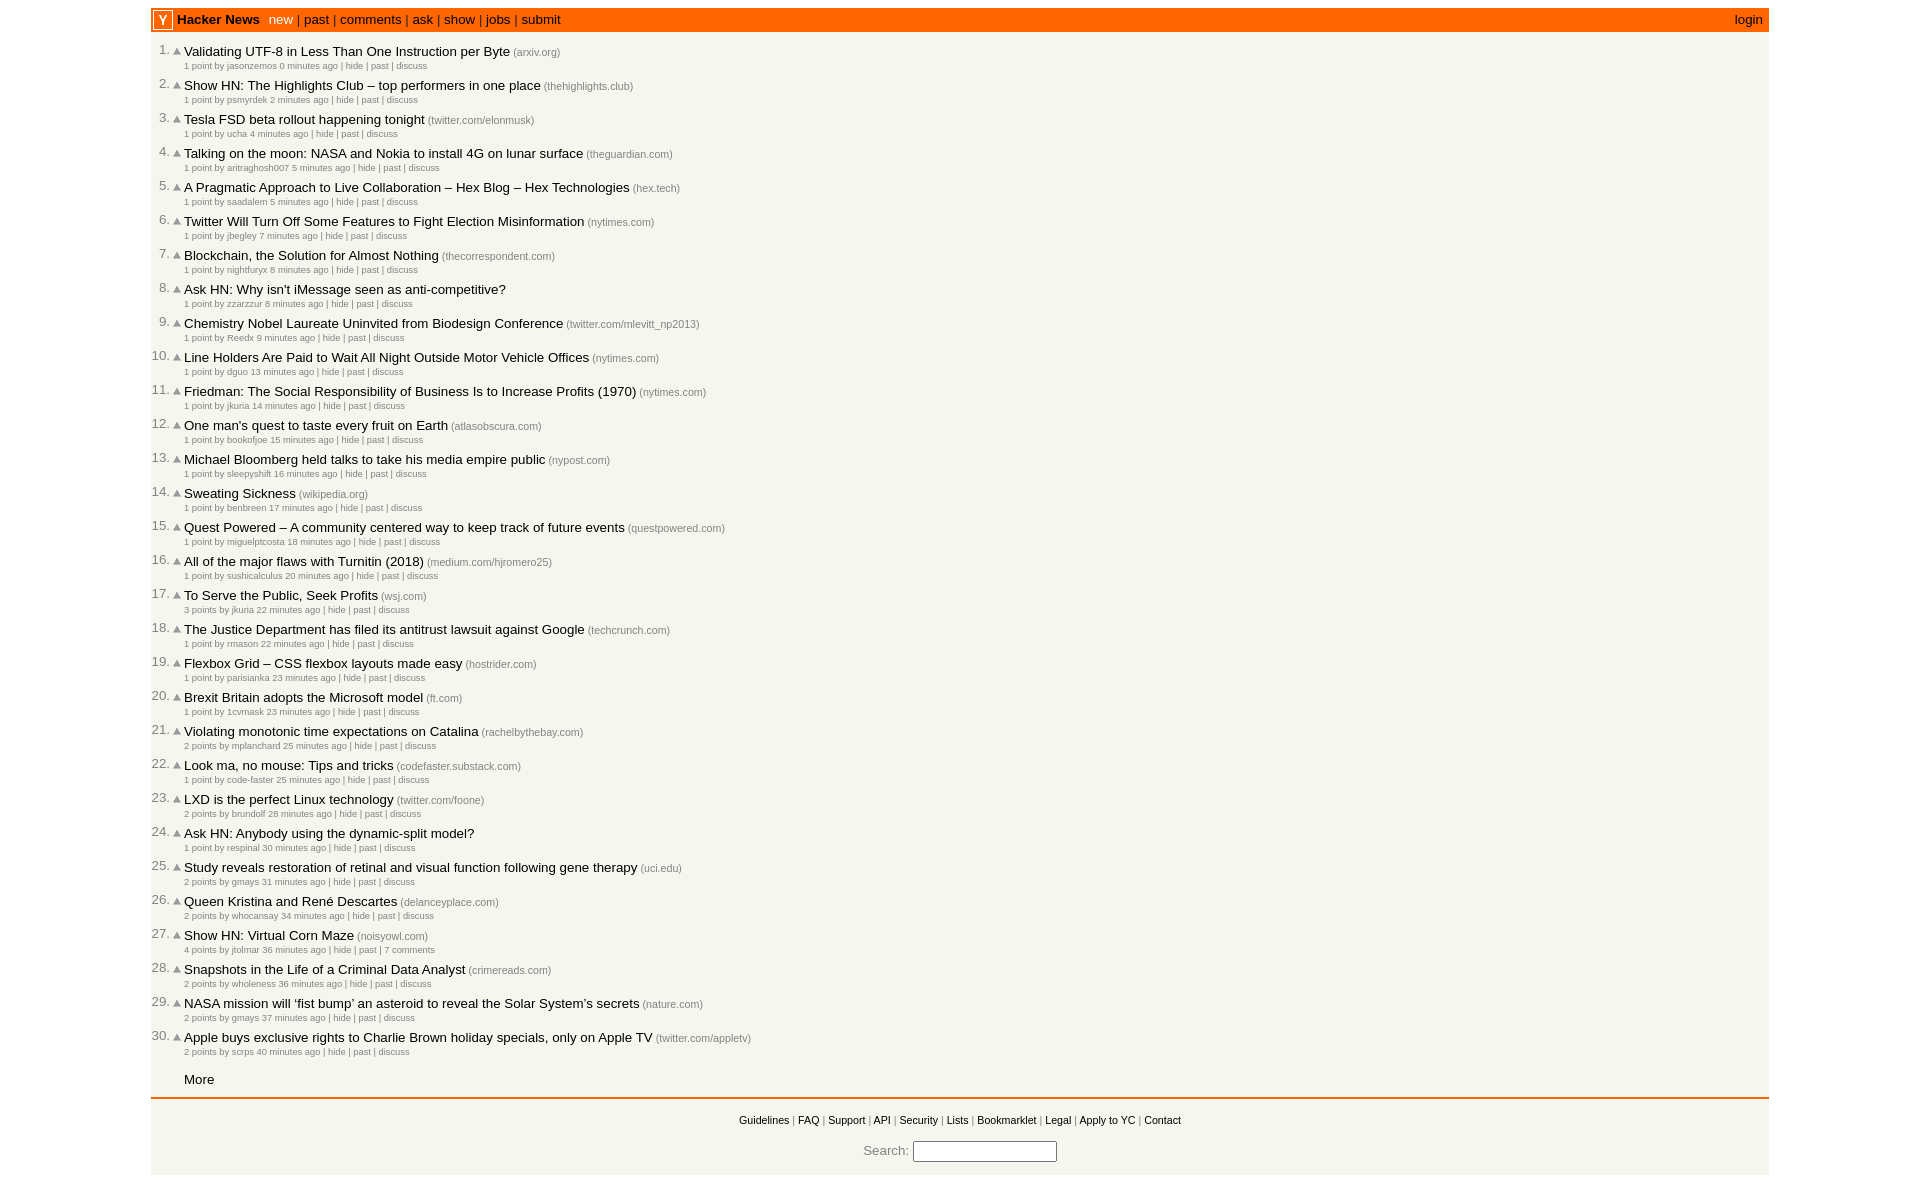 Y Hacker News new | past | comments | ask | show | jobs | submit login
1. Validating UTF-8 in Less Than One Instruction per Byte (arxiv.org)
1 point by jasonzemos 0 minutes ago | hide | past | discuss
2. Show HN: The Highlights Club – top performers in one place (thehighlights.club)
1 point by psmyrdek 2 minutes ago | hide | past | discuss
3. Tesla FSD beta rollout happening tonight (twitter.com/elonmusk)
1 point by ucha 4 minutes ago | hide | past | discuss
4. Talking on the moon: NASA and Nokia to install 4G on lunar surface (theguardian.com)
1 point by aritraghosh007 5 minutes ago | hide | past | discuss
5. A Pragmatic Approach to Live Collaboration – Hex Blog – Hex Technologies (hex.tech)
1 point by saadalem 5 minutes ago | hide | past | discuss
6. Twitter Will Turn Off Some Features to Fight Election Misinformation (nytimes.com)
1 point by jbegley 7 minutes ago | hide | past | discuss
7. Blockchain, the Solution for Almost Nothing (thecorrespondent.com)
1 point by nightfuryx 8 minutes ago | hide | past | discuss
8. Ask HN: Why isn't iMessage seen as anti-competitive?
1 point by zzarzzur 8 minutes ago | hide | past | discuss
9. Chemistry Nobel Laureate Uninvited from Biodesign Conference (twitter.com/mlevitt_np2013)
1 point by Reedx 9 minutes ago | hide | past | discuss
10. Line Holders Are Paid to Wait All Night Outside Motor Vehicle Offices (nytimes.com)
1 point by dguo 13 minutes ago | hide | past | discuss
11. Friedman: The Social Responsibility of Business Is to Increase Profits (1970) (nytimes.com)
1 point by jkuria 14 minutes ago | hide | past | discuss
12. One man's quest to taste every fruit on Earth (atlasobscura.com)
1 point by bookofjoe 15 minutes ago | hide | past | discuss
13. Michael Bloomberg held talks to take his media empire public (nypost.com)
1 point by sleepyshift 16 minutes ago | hide | past | discuss
14. Sweating Sickness (wikipedia.org)
1 point by benbreen 17 minutes ago | hide | past | discuss
15. Quest Powered – A community centered way to keep track of future events (questpowered.com)
1 point by miguelptcosta 18 minutes ago | hide | past | discuss
16. All of the major flaws with Turnitin (2018) (medium.com/hjromero25)
1 point by sushicalculus 20 minutes ago | hide | past | discuss
17. To Serve the Public, Seek Profits (wsj.com)
3 points by jkuria 22 minutes ago | hide | past | discuss
18. The Justice Department has filed its antitrust lawsuit against Google (techcrunch.com)
1 point by rmason 22 minutes ago | hide | past | discuss
19. Flexbox Grid – CSS flexbox layouts made easy (hostrider.com)
1 point by parisianka 23 minutes ago | hide | past | discuss
20. Brexit Britain adopts the Microsoft model (ft.com)
1 point by 1cvmask 23 minutes ago | hide | past | discuss
21. Violating monotonic time expectations on Catalina (rachelbythebay.com)
2 points by mplanchard 25 minutes ago | hide | past | discuss
22. Look ma, no mouse: Tips and tricks (codefaster.substack.com)
1 point by code-faster 25 minutes ago | hide | past | discuss
23. LXD is the perfect Linux technology (twitter.com/foone)
2 points by brundolf 28 minutes ago | hide | past | discuss
24. Ask HN: Anybody using the dynamic-split model?
1 point by respinal 30 minutes ago | hide | past | discuss
25. Study reveals restoration of retinal and visual function following gene therapy (uci.edu)
2 points by gmays 31 minutes ago | hide | past | discuss
26. Queen Kristina and René Descartes (delanceyplace.com)
2 points by whocansay 34 minutes ago | hide | past | discuss
27. Show HN: Virtual Corn Maze (noisyowl.com)
4 points by jtolmar 36 minutes ago | hide | past | 7 comments
28. Snapshots in the Life of a Criminal Data Analyst (crimereads.com)
2 points by wholeness 36 minutes ago | hide | past | discuss
29. NASA mission will ‘fist bump’ an asteroid to reveal the Solar System’s secrets (nature.com)
2 points by gmays 37 minutes ago | hide | past | discuss
30. Apple buys exclusive rights to Charlie Brown holiday specials, only on Apple TV (twitter.com/appletv)
2 points by scrps 40 minutes ago | hide | past | discuss
More
Guidelines | FAQ | Support | API | Security | Lists | Bookmarklet | Legal | Apply to YC | Contact
Search: